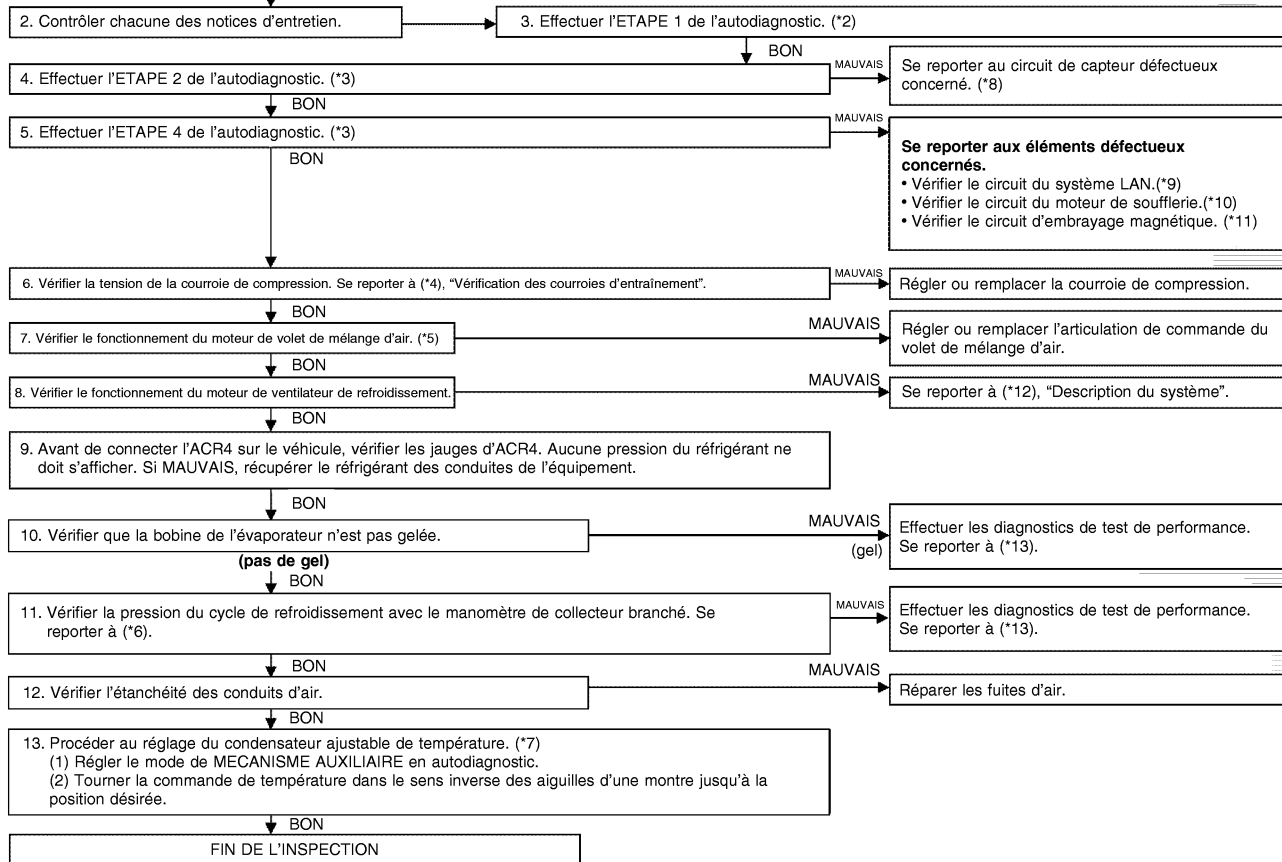 2. Contrôler chacune des notices d'entretien.
3. Effectuer l'ETAPE 1 de l'autodiagnostic. (*2)
BON
4. Effectuer l'ETAPE 2 de l'autodiagnostic. (*3)
MAUVAIS
Se reporter au circuit de capteur défectueux
concerné. (*8)
BON
5. Effectuer l'ETAPE 4 de l'autodiagnostic. (*3)
MAUVAIS
Se reporter aux éléments défectueux
concernés.
• Vérifier le circuit du système LAN.(*9)
• Vérifier le circuit du moteur de soufflerie.(*10)
• Vérifier le circuit d'embrayage magnétique. (*11)
BON
6. Vérifier la tension de la courroie de compression. Se reporter à (*4), “Vérification des courroies d'entraînement”.
MAUVAIS
Régler ou remplacer la courroie de compression.
BON
7. Vérifier le fonctionnement du moteur de volet de mélange d'air. (*5)
MAUVAIS
Régler ou remplacer l'articulation de commande du
volet de mélange d'air.
BON
8. Vérifier le fonctionnement du moteur de ventilateur de refroidissement.
MAUVAIS
Se reporter à (*12), “Description du système”.
BON
9. Avant de connecter l'ACR4 sur le véhicule, vérifier les jauges d'ACR4. Aucune pression du réfrigérant ne
doit s'afficher. Si MAUVAIS, récupérer le réfrigérant des conduites de l'équipement.
BON
10. Vérifier que la bobine de l'évaporateur n'est pas gelée.
MAUVAIS
(gel)
Effectuer les diagnostics de test de performance.
Se reporter à (*13).
(pas de gel)
BON
11. Vérifier la pression du cycle de refroidissement avec le manomètre de collecteur branché. Se
reporter à (*6).
MAUVAIS
Effectuer les diagnostics de test de performance.
Se reporter à (*13).
BON
12. Vérifier l'étanchéité des conduits d'air.
MAUVAIS
Réparer les fuites d'air.
BON
13. Procéder au réglage du condensateur ajustable de température. (*7)
(1) Régler le mode de MECANISME AUXILIAIRE en autodiagnostic.
(2) Tourner la commande de température dans le sens inverse des aiguilles d'une montre jusqu'à la
position désirée.
BON
FIN DE L'INSPECTION